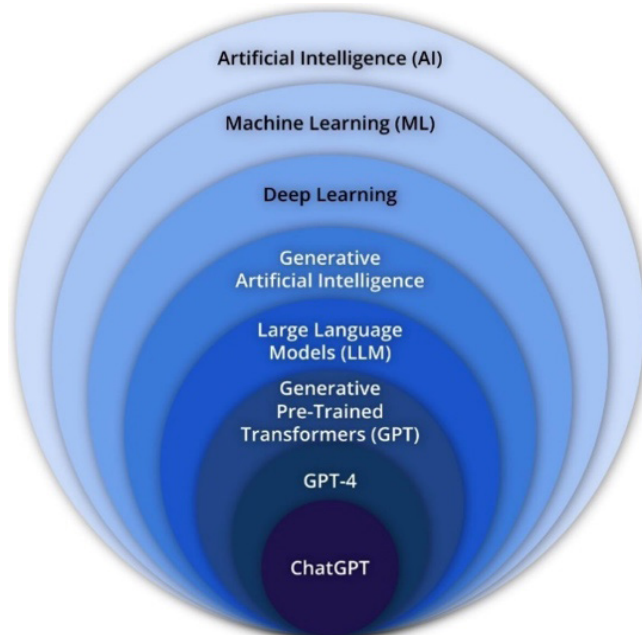 Artificial Intelligence (AI)
Machine Learning (ML)
Deep Learning
Generative
Artificial Intelligence
Large Language
Models (LLM)
Generative
Pre-Trained
Transformers (GPT)
GPT-4
ChatGPT